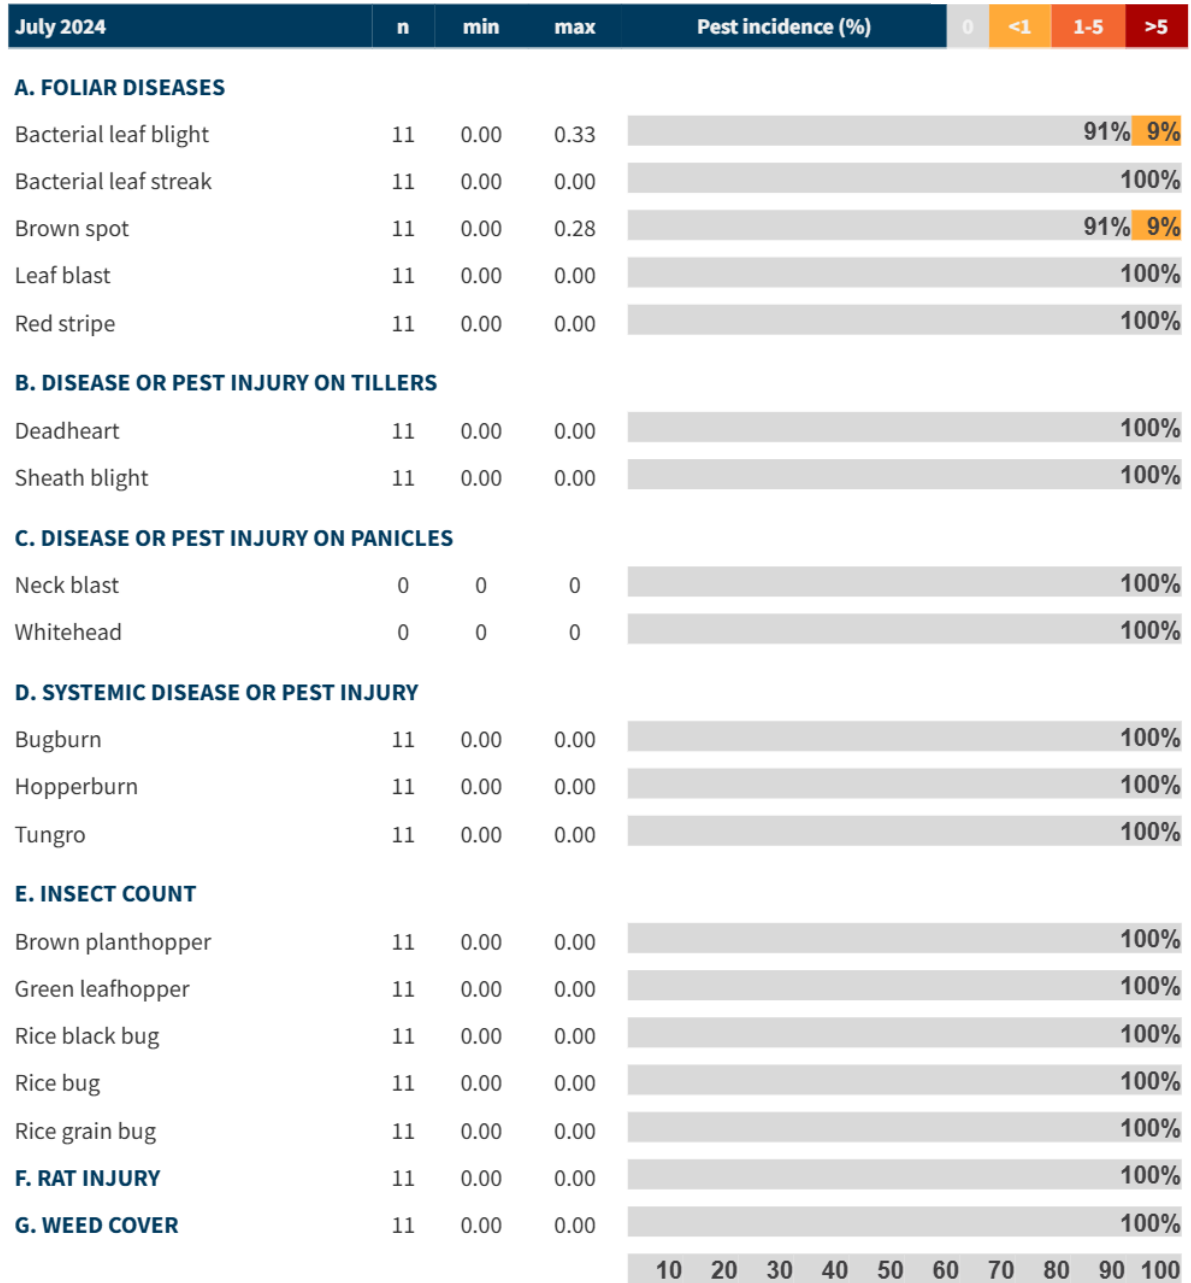 July 2024 n min max Pest incidence (%) 0 <1 1-5 >5
A. FOLIAR DISEASES
Bacterial leaf blight 11 0.00 0.33 91% 9%
Bacterial leaf streak 11 0.00 0.00 100%
Brown spot 11 0.00 0.28 91% 9%
Leaf blast 11 0.00 0.00 100%
Red stripe 11 0.00 0.00 100%
B. DISEASE OR PEST INJURY ON TILLERS
Deadheart 11 0.00 0.00 100%
Sheath blight 11 0.00 0.00 100%
C. DISEASE OR PEST INJURY ON PANICLES
Neck blast 0 0 0 100%
Whitehead 0 0 0 100%
D. SYSTEMIC DISEASE OR PEST INJURY
Bugburn 11 0.00 0.00 100%
Hopperburn 11 0.00 0.00 100%
Tungro 11 0.00 0.00 100%
E. INSECT COUNT
Brown planthopper 11 0.00 0.00 100%
Green leafhopper 11 0.00 0.00 100%
Rice black bug 11 0.00 0.00 100%
Rice bug 11 0.00 0.00 100%
Rice grain bug 11 0.00 0.00 100%
F. RAT INJURY 11 0.00 0.00 100%
G. WEED COVER 11 0.00 0.00 100%
10 20 30 40 50 60 70 80 90 100